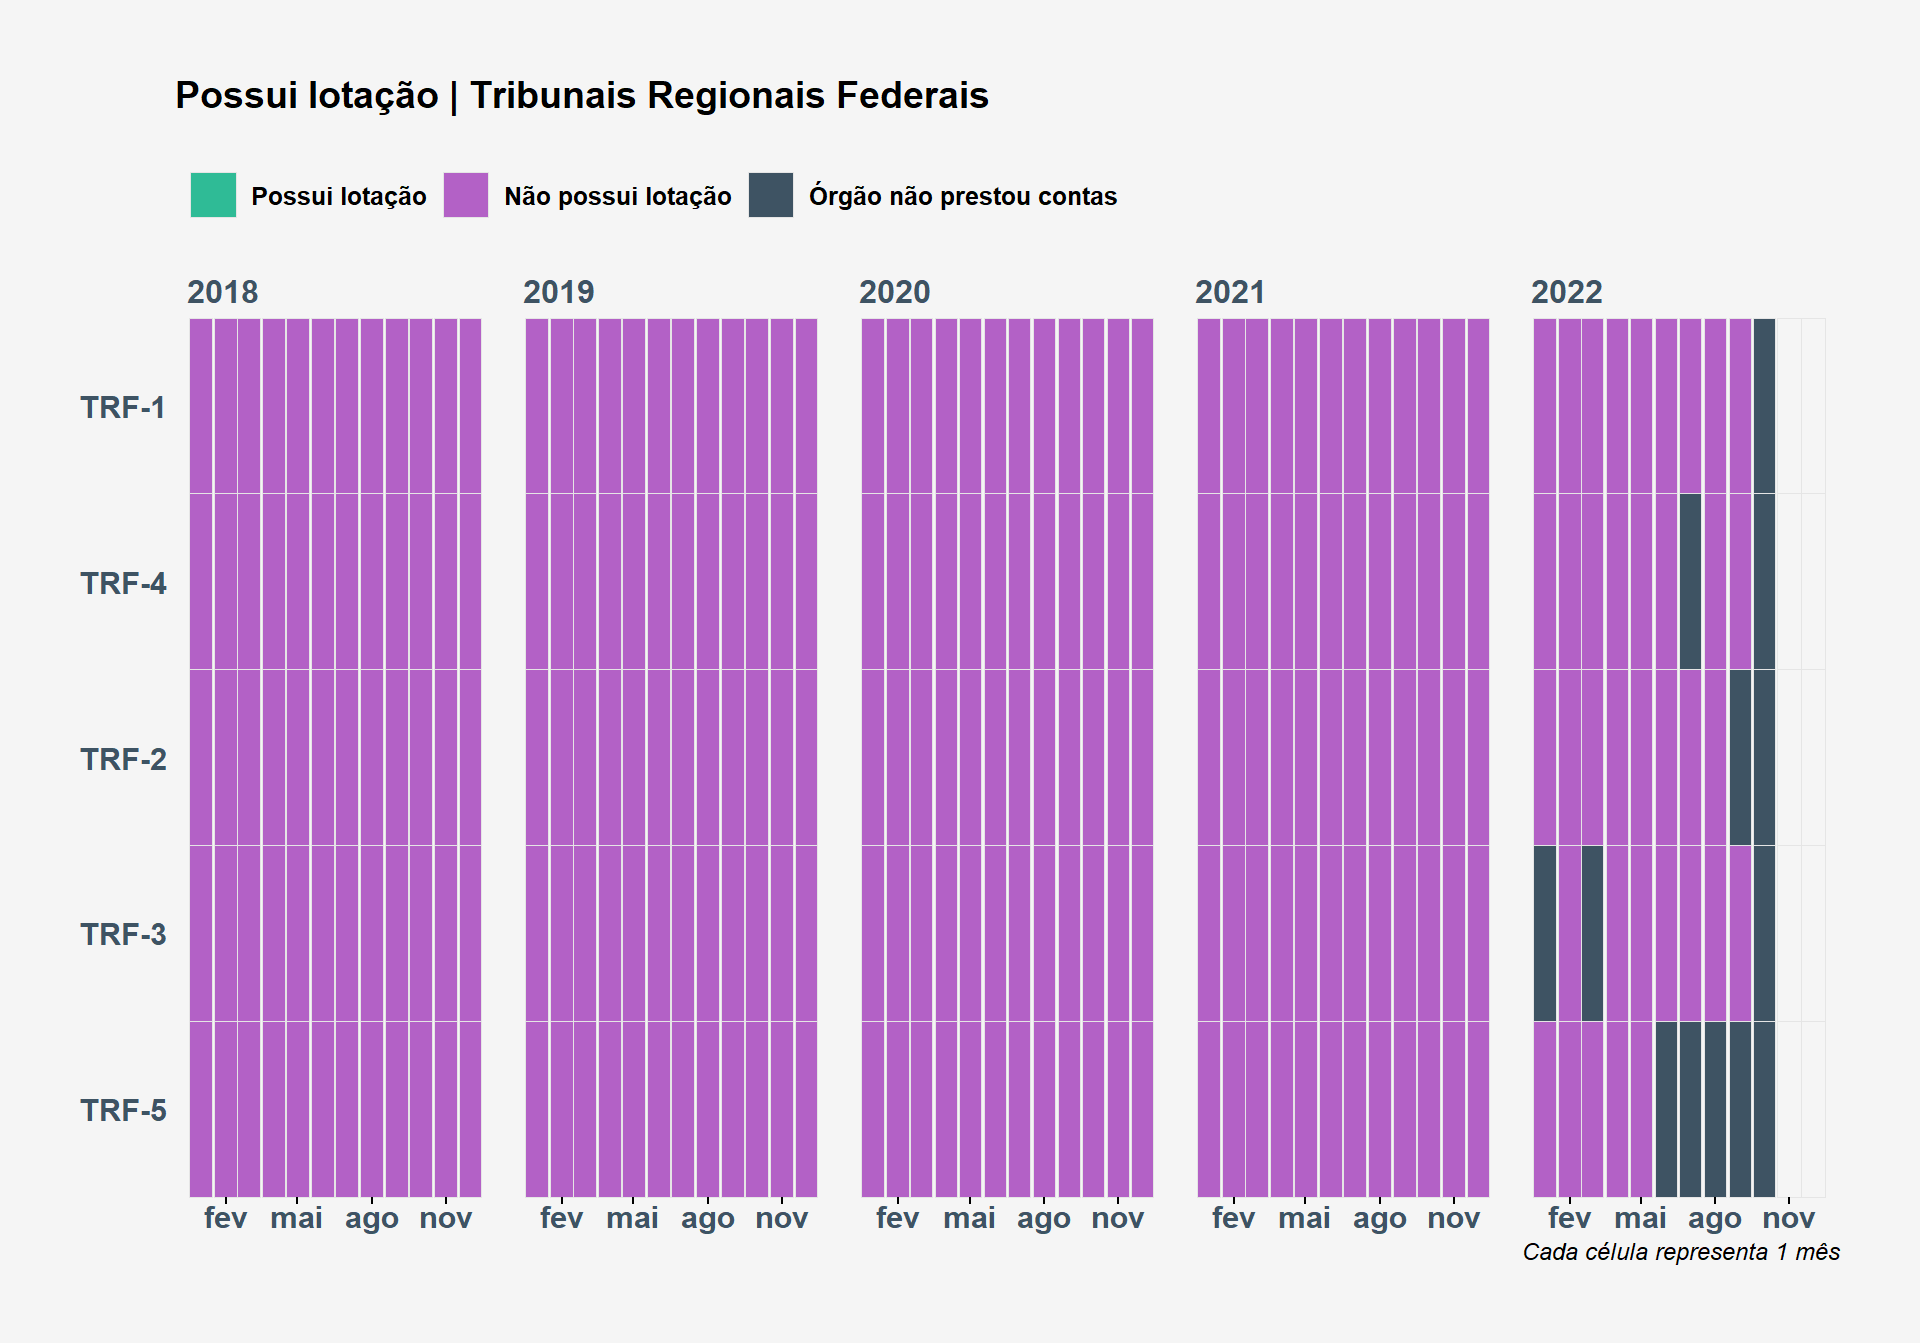 Possui lotação | Tribunais Regionais Federais
Possui lotação Não possui lotação Órgão não prestou contas
2018 2019 2020 2021 2022
TRF-1
TRF-4
TRF-2
TRF-3
TRF-5
fev mai ago nov fev mai ago nov fev mai ago nov fev mai ago nov fev mai ago nov
Cada célula representa 1 mês